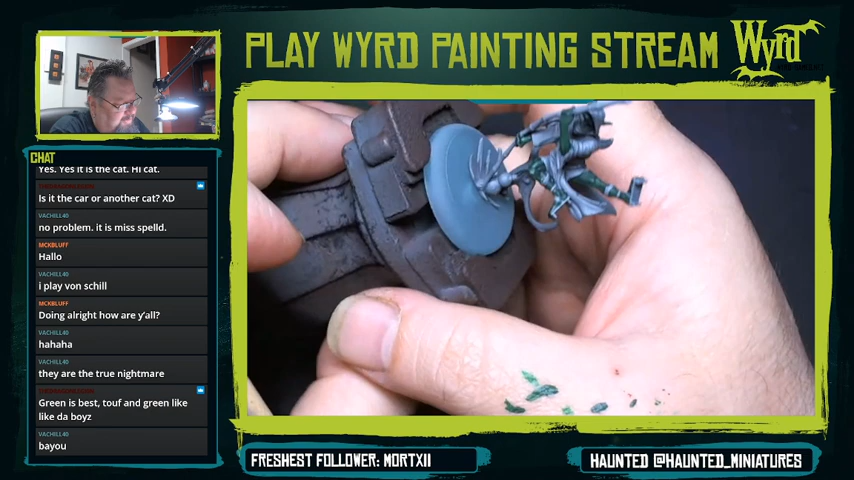 PLAY WYRD PAINTING STREAM
Wyrd
CHAT
Yes. Yes it is the cat. Hi cat.
Is it the car or another cat? XD
VACHILL40
no problem. it is miss spelld.
MCKBLUFF
Hallo
VACHILL40
i play von schill
MCKBLUFF
Doing alright how are y'all?
VACHILL40
hahaha
VACHILL40
they are the true nightmare
Green is best, touf and green like
like da boyz
VACHILL40
bayou
FRESHEST FOLLOWER: MORTXII
HAUNTED @HAUNTED_MINIATURES